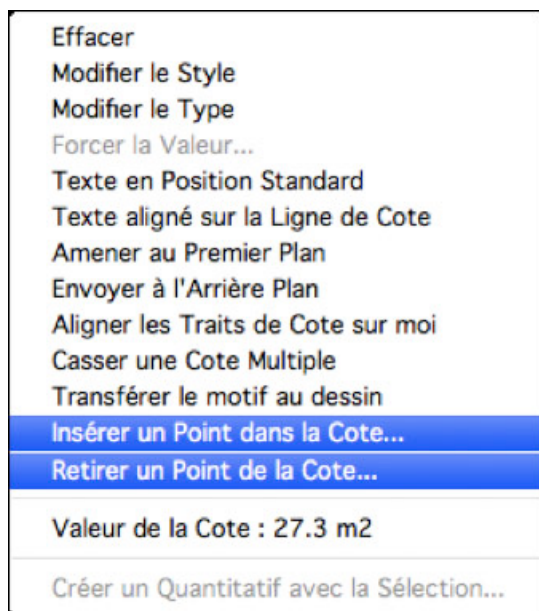 Effacer
Modifier le Style
Modifier le Type
Forcer la Valeur...
Texte en Position Standard
Texte aligné sur la Ligne de Cote
Amener au Premier Plan
Envoyer à l'Arrière Plan
Aligner les Traits de Cote sur moi
Casser une Cote Multiple
Transférer le motif au dessin
Insérer un Point dans la Cote...
Retirer un Point de la Cote...
Valeur de la Cote : 27.3 m2
Créer un Quantitatif avec la Sélection...